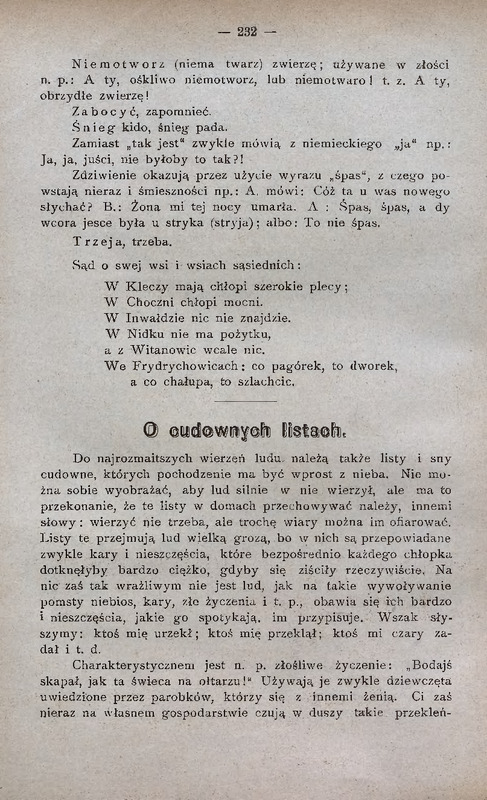 — 232 —
Niemotworz (niema twarz) zwierzę; używane w złości
n. p.: A ty, ośkliwo niemotworz, lub niemotwaro! t. z. A ty,
obrzydłe zwierzę!
Zabocyć, zapomnieć.
Śnieg kido, śnieg pada.
Zamiast „tak jest" zwykle mówią z niemieckiego „ja" np.:
Ja, ja, juści, nie byłoby to tak?!
Zdziwienie okazują przez użycie wyrazu „śpas", z czego po-
wstają nieraz i śmieszności np.: A. mówi: Cóż ta u was nowego
słychać? B.: Żona mi tej nocy umarła. A : Śpas, śpas, a dy
wcora jesce była u stryka (stryja); albo: To nie śpas.
Trzeja, trzeba.
Sąd o swej wsi i wsiach sąsiednich:
W Kleczy mają chłopi szerokie plecy;
W Choczni chłopi mocni.
W Inwałdzie nic nie znajdzie.
W Nidku nie ma pożytku,
a z Witanowic wcale nic.
We Frydrychowicach: co pagórek, to dworek,
a co chałupa, to szlachcic.
O cudownych listach.
Do najrozmaitszych wierzeń ludu należą także listy i sny
cudowne, których pochodzenie ma być wprost z nieba. Nie mo-
żna sobie wyobrażać, aby lud silnie w nie wierzył, ale ma to
przekonanie, że te listy w domach przechowywać należy, innemi
słowy: wierzyć nie trzeba, ale trochę wiary można im ofiarować.
Listy te przejmują lud wielką grozą, bo w nich są przepowiadane
zwykle kary i nieszczęścia, które bezpośrednio każdego chłopka
dotknęłyby bardzo ciężko, gdyby się ziściły rzeczywiście. Na
nic zaś tak wrażliwym nie jest lud, jak na takie wywoływanie
pomsty niebios, kary, złe życzenia i t. p., obawia się ich bardzo
i nieszczęścia, jakie go spotykają, im przypisuje. Wszak sły-
szymy: ktoś mię urzekł; ktoś mię przeklął; ktoś mi czary za-
dał i t. d.
Charakterystycznem jest n. p. złośliwe życzenie: „Bodajś
skapał, jak ta świeca na ołtarzu!" Używają je zwykle dziewczęta
uwiedzione przez parobków, którzy się z innemi żenią. Ci zaś
nieraz na własnem gospodarstwie czują w duszy takie przekleń-